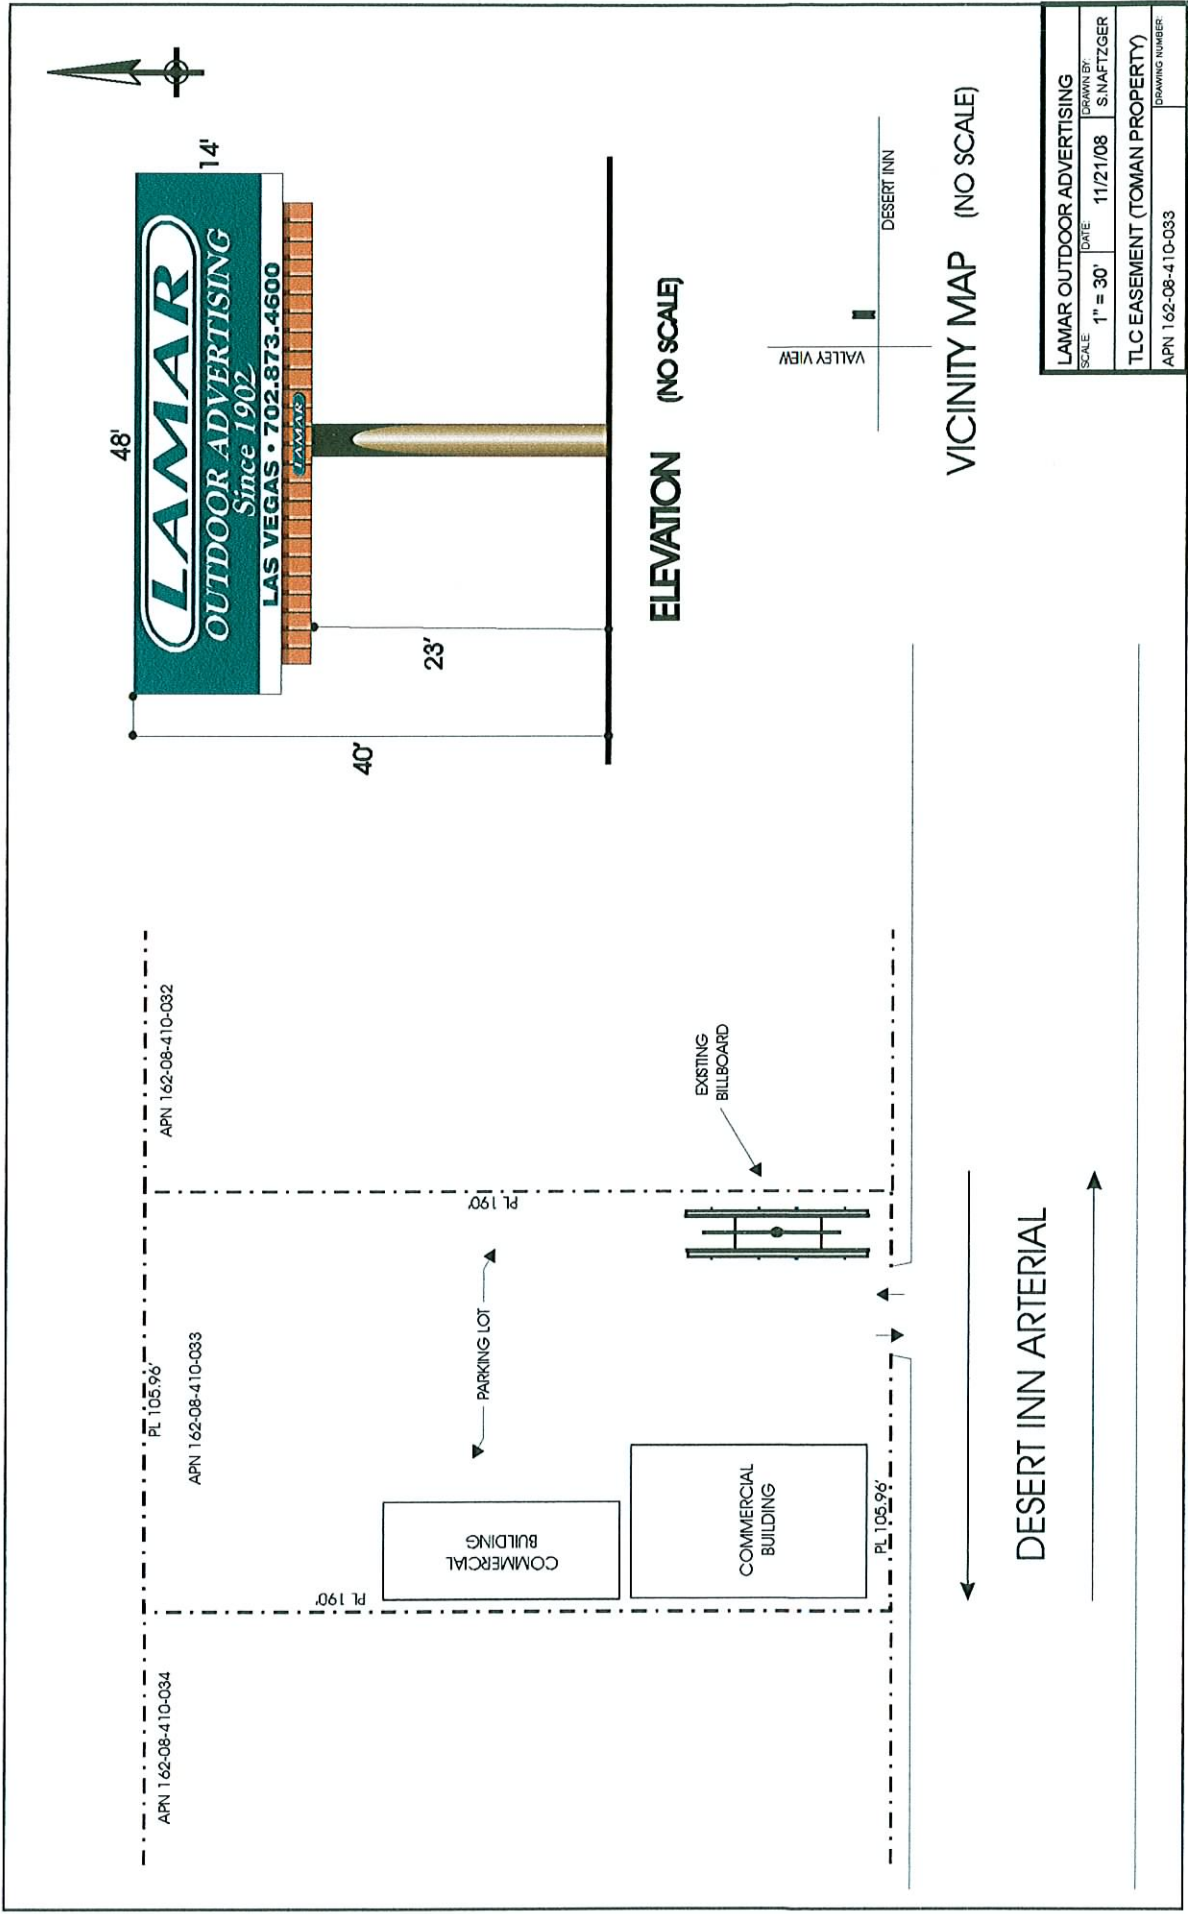 APN 162-08-410-034
PL 105.96'
APN 162-08-410-033
APN 162-08-410-032
PL 190'
PL 190'
PARKING LOT
COMMERCIAL
BUILDING
COMMERCIAL
BUILDING
EXISTING
BILLBOARD
PL 105.96'
DESERT INN ARTERIAL
48'
14'
LAMAR
OUTDOOR ADVERTISING
Since 1902
LAS VEGAS • 702.873.4600
LAMAR
40'
23'
ELEVATION (NO SCALE)
VALLEY VIEW
DESERT INN
VICINITY MAP (NO SCALE)
LAMAR OUTDOOR ADVERTISING
SCALE: 1" = 30' DATE: 11/21/08 DRAWN BY: S.NAFTZGER
TLC EASEMENT (TOMAN PROPERTY)
APN 162-08-410-033 DRAWING NUMBER: